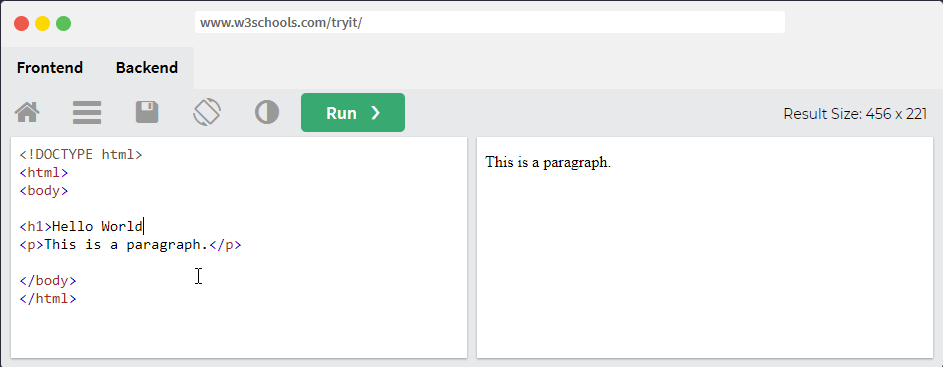 www.w3schools.com/tryit/
Frontend Backend
Run ❯ Result Size: 456 x 221
<!DOCTYPE html>
<html>
<body>
<h1>Hello World
<p>This is a paragraph.</p>
</body>
</html>
This is a paragraph.